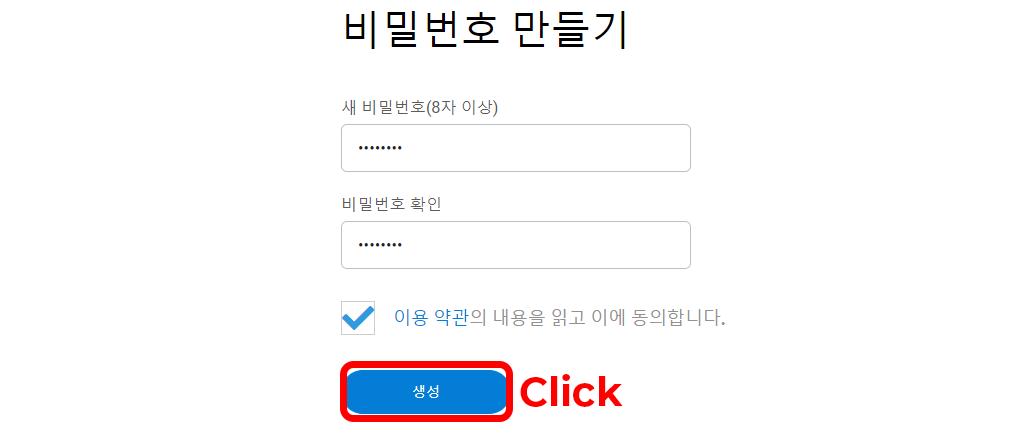 비밀번호 만들기
새 비밀번호(8자 이상)
••••••••
비밀번호 확인
••••••••
이용 약관의 내용을 읽고 이에 동의합니다.
생성 Click